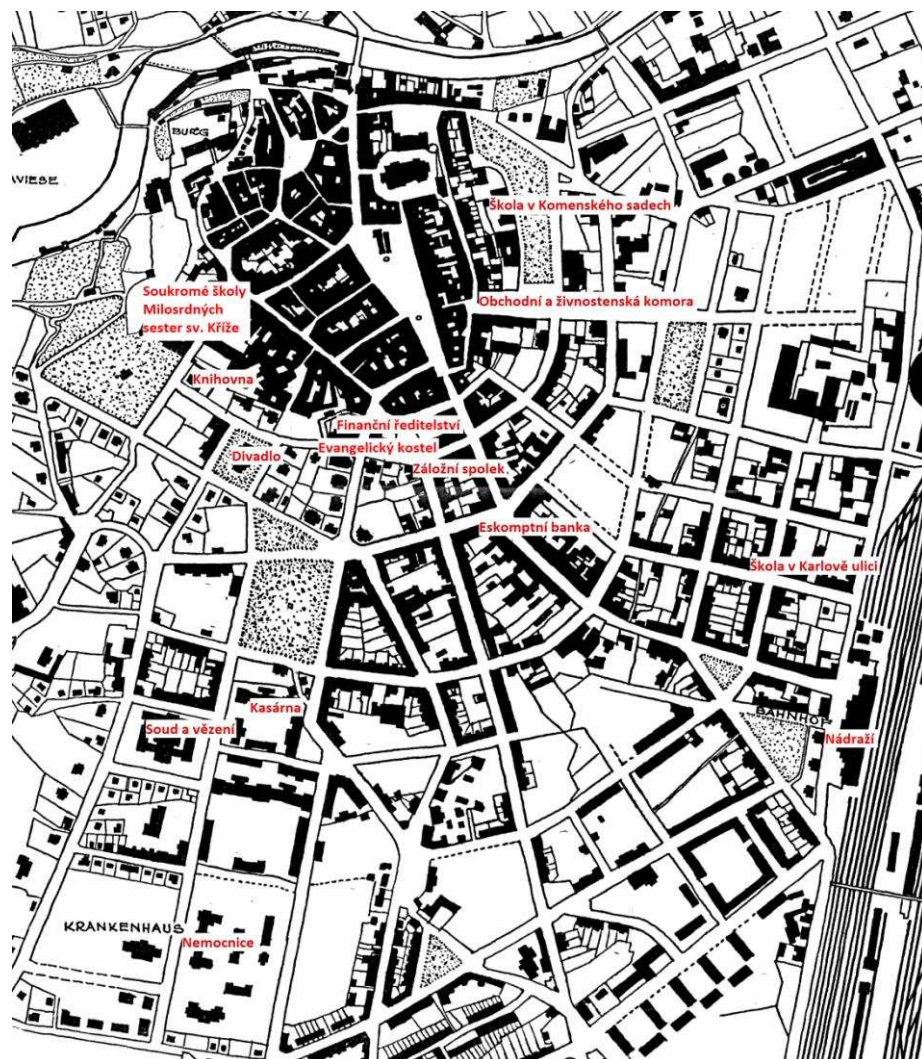 BURG
WIESE
Škola v Komenského sadech
Soukromé školy
Milosrdných
sester sv. Kříže
Obchodní a živnostenská komora
Knihovna
Finanční ředitelství
Evangelický kostel
Divadlo
Záložní spolek
Eskomptní banka
Škola v Karlově ulici
Kasárna
BAHNHOF
Soud a vězení
Nádraží
KRANKENHAUS
Nemocnice